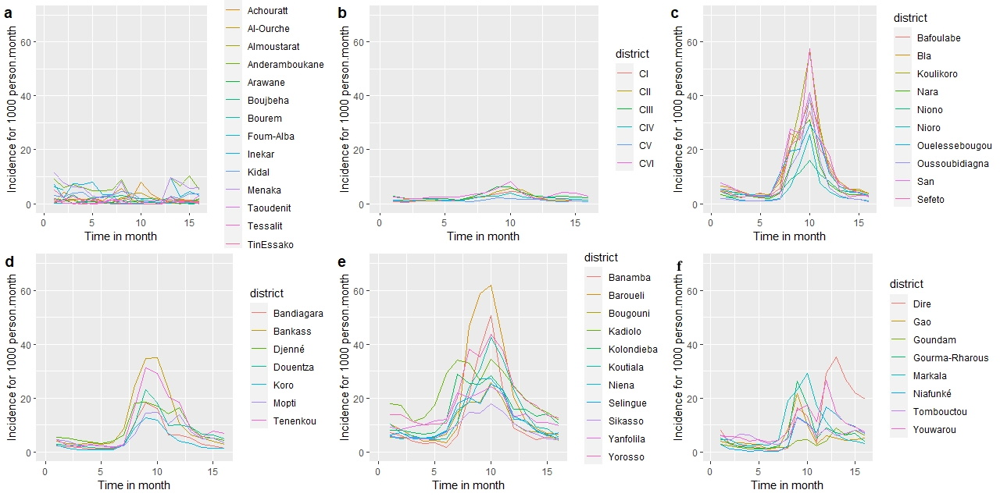 a
Incidence for 1000 person.month
60
40
20
0
0
5
10
15
Time in month
Achouratt
Al-Ourche
Almoustarat
Anderamboukane
Arawane
Boujbeha
Bourem
Foum-Alba
Inekar
Kidal
Menaka
Taoudenit
Tessalit
TinEssako
b
Incidence for 1000 person.month
60
40
20
0
0
5
10
15
Time in month
district
CI
CII
CIII
CIV
CV
CVI
c
Incidence for 1000 person.month
60
40
20
0
0
5
10
15
Time in month
district
Bafoulabe
Bla
Koulikoro
Nara
Niono
Nioro
Ouelessebougou
Oussoubidiagna
San
Sefeto
d
Incidence for 1000 person.month
60
40
20
0
0
5
10
15
Time in month
district
Bandiagara
Bankass
Djenné
Douentza
Koro
Mopti
Tenenkou
e
Incidence for 1000 person.month
60
40
20
0
0
5
10
15
Time in month
district
Banamba
Baroueli
Bougouni
Kadiolo
Kolondieba
Koutiala
Niena
Selingue
Sikasso
Yanfolila
Yorosso
f
Incidence for 1000 person.month
60
40
20
0
0
5
10
15
Time in month
district
Dire
Gao
Goundam
Gourma-Rharous
Markala
Niafunké
Tombouctou
Youwarou